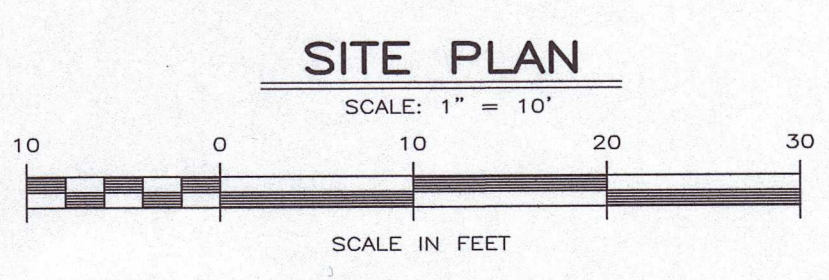 SITE PLAN
SCALE: 1" = 10'
10 0 10 20 30
SCALE IN FEET